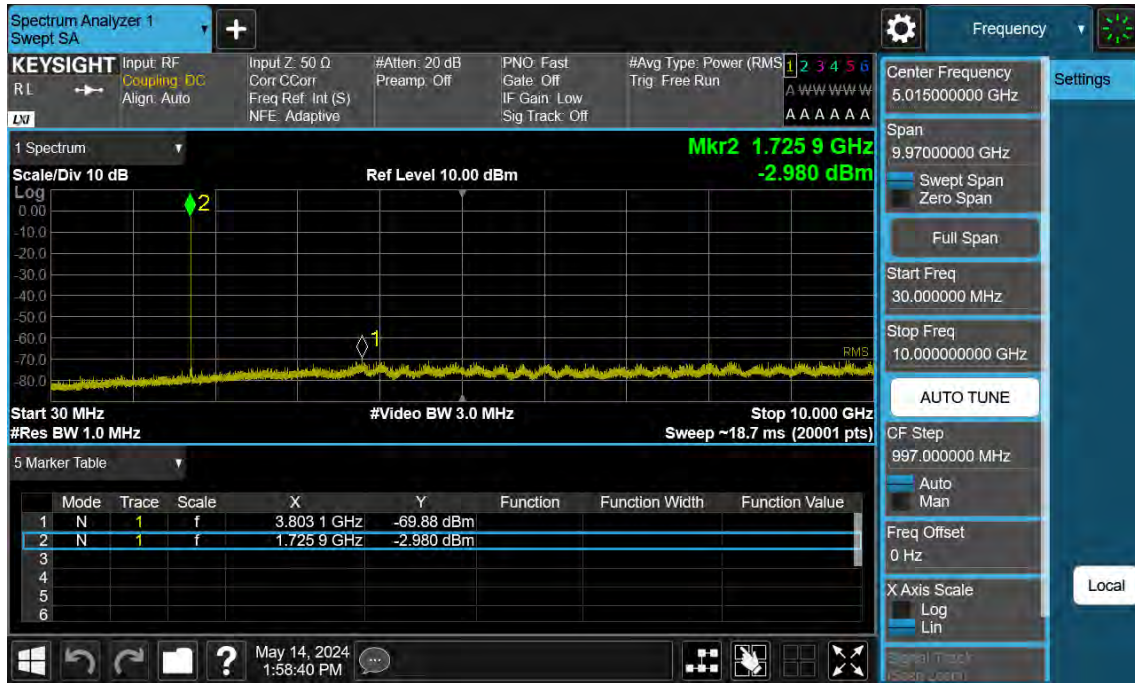 Spectrum Analyzer 1
Swept SA
+
Frequency
KEYSIGHT
RL
LXI
Input: RF
Coupling: DC
Align: Auto
Input Z: 50 Ω
Corr CCorr
Freq Ref: Int (S)
NFE: Adaptive
#Atten: 20 dB
Preamp: Off
PNO: Fast
Gate: Off
IF Gain: Low
Sig Track: Off
#Avg Type: Power (RMS
Trig: Free Run
1 2 3 4 5 6
A W W W W W
A A A A A A
1 Spectrum
Scale/Div 10 dB
Ref Level 10.00 dBm
Mkr2 1.725 9 GHz
-2.980 dBm
Log
0.00
-10.0
-20.0
-30.0
-40.0
-50.0
-60.0
-70.0
-80.0
2
1
RMS
Start 30 MHz
#Video BW 3.0 MHz
Stop 10.000 GHz
#Res BW 1.0 MHz
Sweep ~18.7 ms (20001 pts)
5 Marker Table
Mode Trace Scale X Y Function Function Width Function Value
1 N 1 f 3.803 1 GHz -69.88 dBm
2 N 1 f 1.725 9 GHz -2.980 dBm
3
4
5
6
?
May 14, 2024
1:58:40 PM
Center Frequency
5.015000000 GHz
Settings
Span
9.97000000 GHz
Swept Span
Zero Span
Full Span
Start Freq
30.000000 MHz
Stop Freq
10.000000000 GHz
AUTO TUNE
CF Step
997.000000 MHz
Auto
Man
Freq Offset
0 Hz
X Axis Scale
Log
Lin
Local
Signal Track
(Span Zoom)